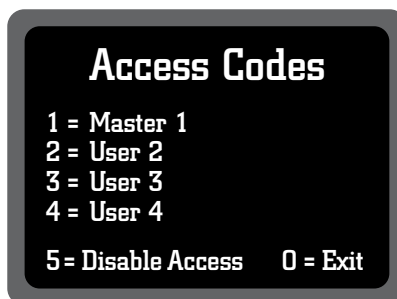 Access Codes
1 = Master 1
2 = User 2
3 = User 3
4 = User 4
5= Disable Access 0 = Exit